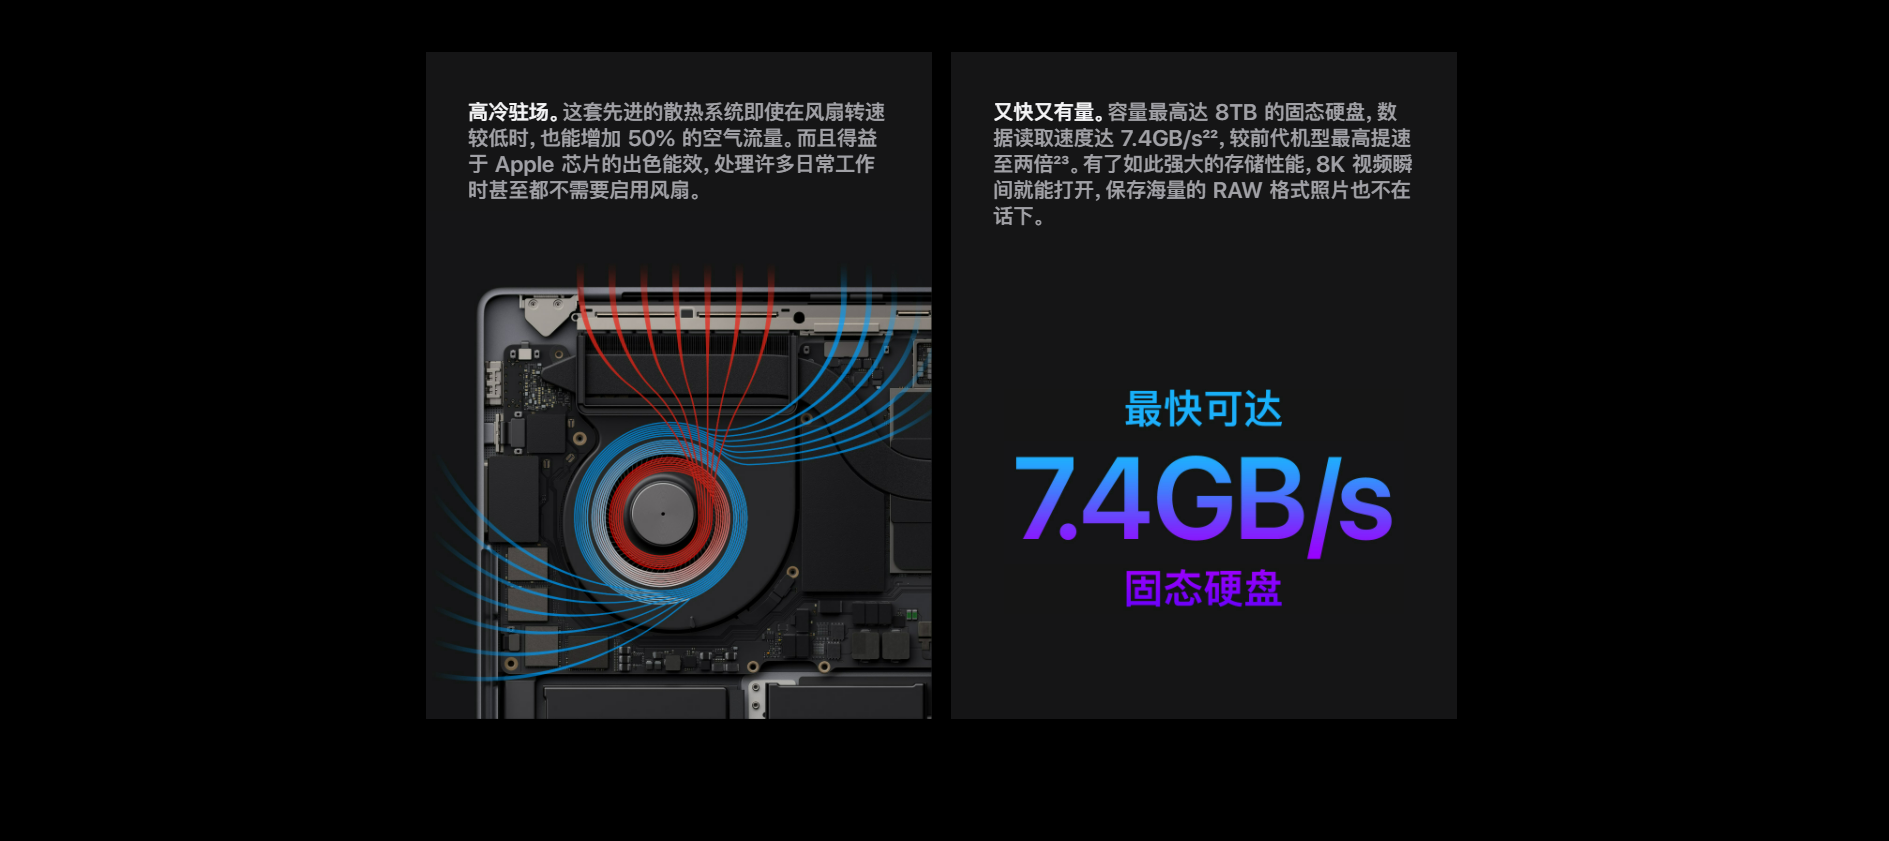 高冷驻场。这套先进的散热系统即使在风扇转速
较低时，也能增加 50% 的空气流量。而且得益
于 Apple 芯片的出色能效，处理许多日常工作
时甚至都不需要启用风扇。
又快又有量。容量最高达 8TB 的固态硬盘，数
据读取速度达 7.4GB/s²²，较前代机型最高提速
至两倍²³。有了如此强大的存储性能，8K 视频瞬
间就能打开，保存海量的 RAW 格式照片也不在
话下。
最快可达
7.4GB/s
固态硬盘